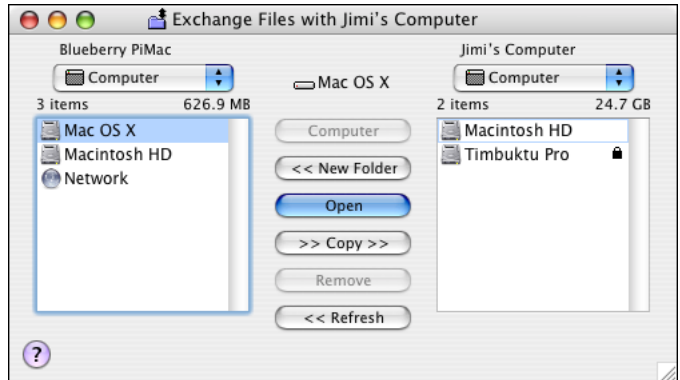 Exchange Files with Jimi's Computer
Blueberry PiMac
Computer
3 items 626.9 MB
Mac OS X
Macintosh HD
Network
Mac OS X
Computer
<< New Folder
Open
>> Copy >>
Remove
<< Refresh
Jimi's Computer
Computer
2 items 24.7 GB
Macintosh HD
Timbuktu Pro
?